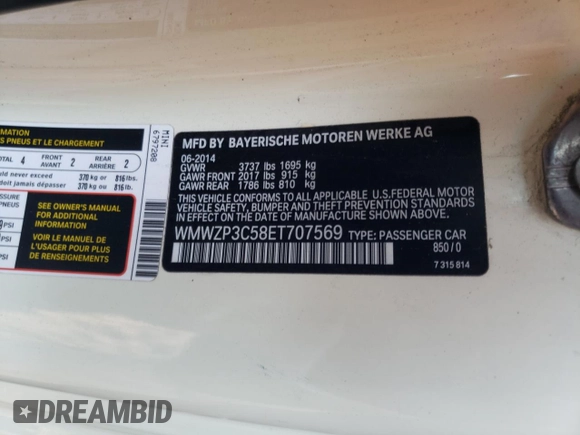 MFD BY BAYERISCHE MOTOREN WERKE AG
06-2014
GVWR 3737 lbs 1695 kg
GAWR FRONT 2017 lbs 915 kg
GAWR REAR 1786 lbs 810 kg
THIS VEHICLE CONFORMS TO ALL APPLICABLE U.S.FEDERAL MOTOR
VEHICLE SAFETY, BUMPER AND THEFT PREVENTION STANDARDS
IN EFFECT ON THE DATE OF MANUFACTURE SHOWN ABOVE.
WMWZP3C58ET707569 TYPE: PASSENGER CAR
850/0
7 315 814
MINI
6797208
PNEUS ET LE CHARGEMENT
TOTAL 4 FRONT AVANT 2 REAR ARRIÈRE 2
ould never exceed 370 kg or 816 lbs.
doit jamais dépasser 370 kg ou 816 lb.
SEE OWNER'S MANUAL
FOR ADDITIONAL
INFORMATION
VOIR LE MANUEL DE
L'USAGER POUR PLUS
DE RENSEIGNEMENTS
PSI
PSI
DREAMBID